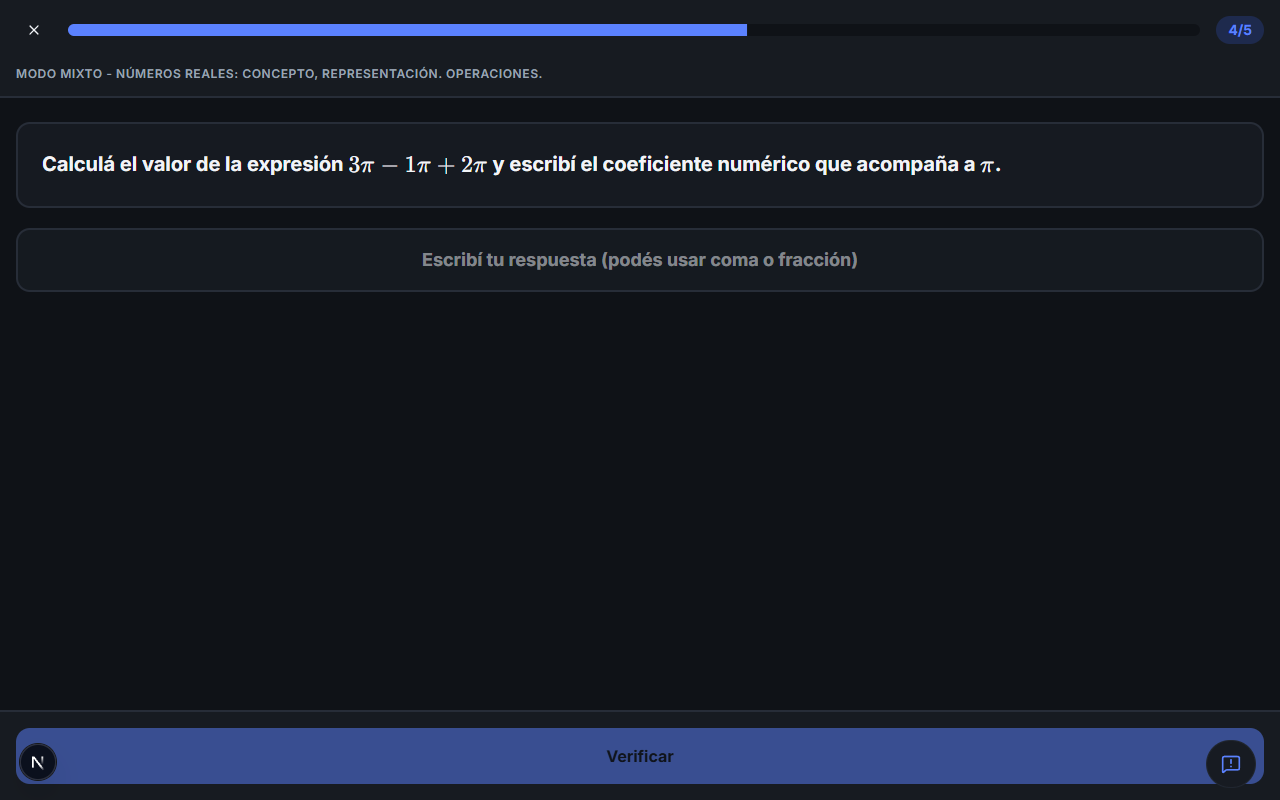 4/5
MODO MIXTO - NÚMEROS REALES: CONCEPTO, REPRESENTACIÓN. OPERACIONES.
Calculá el valor de la expresión 3π − 1π + 2π y escribí el coeficiente numérico que acompaña a π.
Escribí tu respuesta (podés usar coma o fracción)
Verificar
N